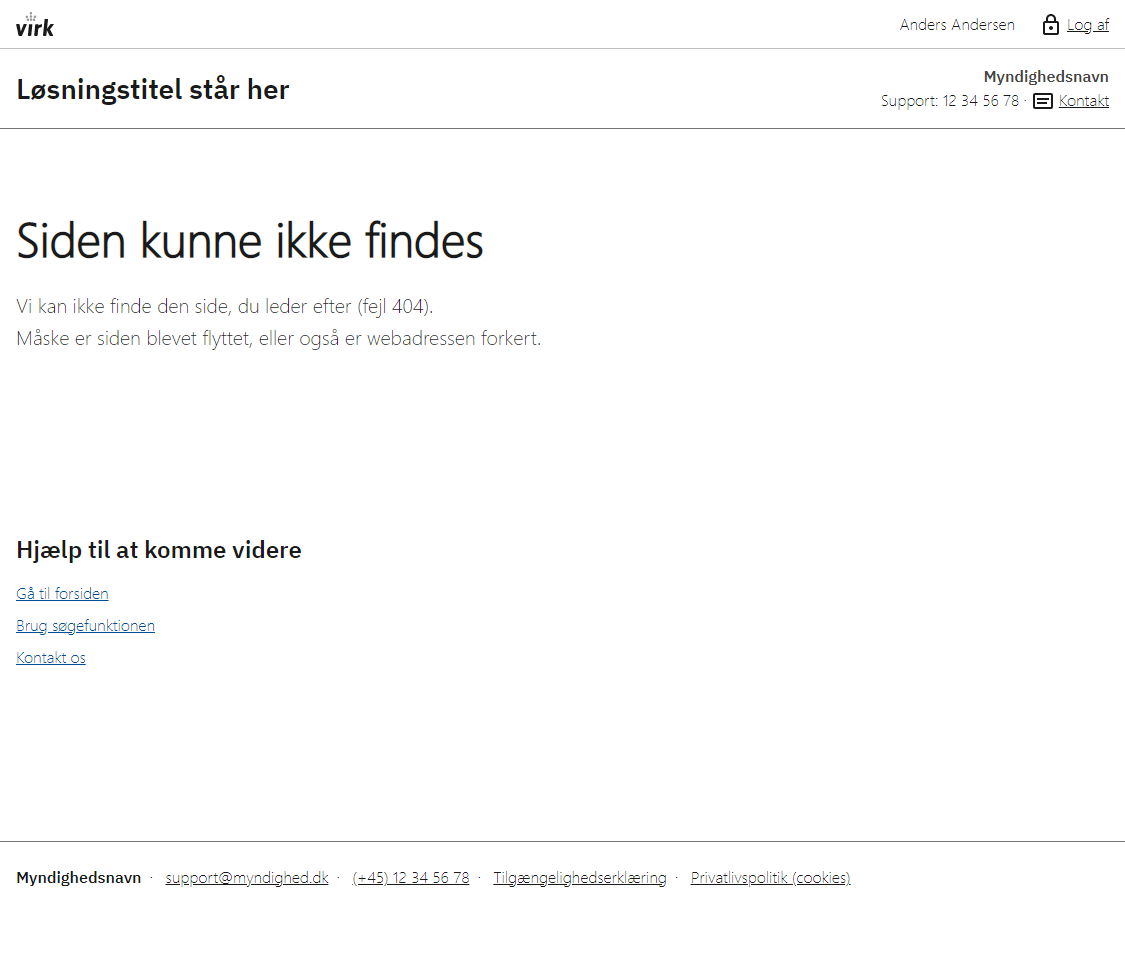 virk
Anders Andersen
Log af
Løsningstitel står her
Myndighedsnavn
Support: 12 34 56 78 · Kontakt
Siden kunne ikke findes
Vi kan ikke finde den side, du leder efter (fejl 404).
Måske er siden blevet flyttet, eller også er webadressen forkert.
Hjælp til at komme videre
Gå til forsiden
Brug søgefunktionen
Kontakt os
Myndighedsnavn · support@myndighed.dk · (+45) 12 34 56 78 · Tilgængelighedserklæring · Privatlivspolitik (cookies)